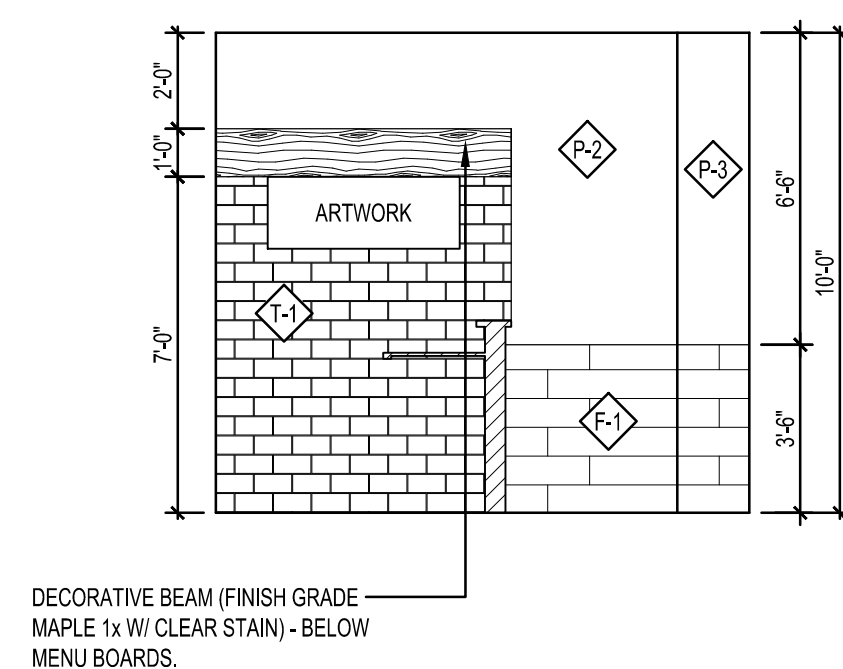 2'-0"
1'-0"
7'-0"
ARTWORK
T-1
P-2
P-3
F-1
6'-6"
3'-6"
10'-0"
DECORATIVE BEAM (FINISH GRADE
MAPLE 1x W/ CLEAR STAIN) - BELOW
MENU BOARDS.